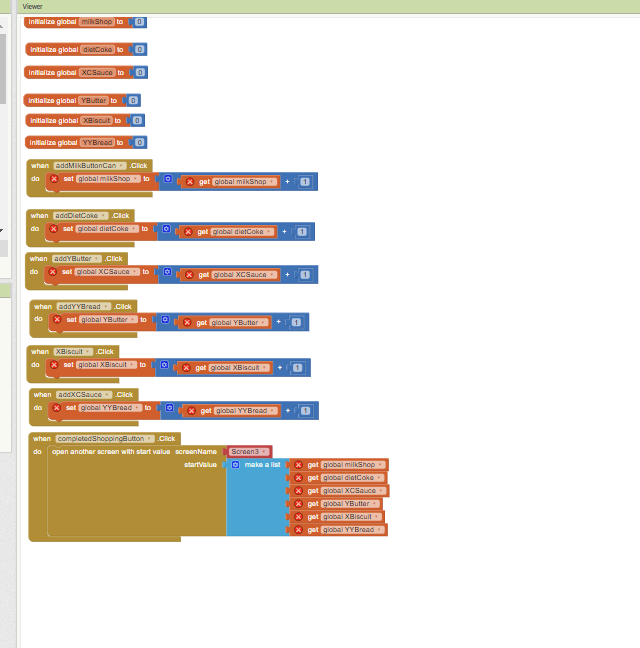 Viewer
initialize global milkShop to 0
initialize global dietCoke to 0
initialize global XCSauce to 0
initialize global YButter to 0
initialize global XBiscuit to 0
initialize global YYBread to 0
when addMilkButtonCan .Click
do set global milkShop to get global milkShop + 1
when addDietCoke .Click
do set global dietCoke to get global dietCoke + 1
when addYButter .Click
do set global XCSauce to get global XCSauce + 1
when addYYBread .Click
do set global YButter to get global YButter + 1
when XBiscuit .Click
do set global XBiscuit to get global XBiscuit + 1
when addXCSauce .Click
do set global YYBread to get global YYBread + 1
when completedShoppingButton .Click
do open another screen with start value screenName Screen3
startValue make a list get global milkShop
get global dietCoke
get global XCSauce
get global YButter
get global XBiscuit
get global YYBread